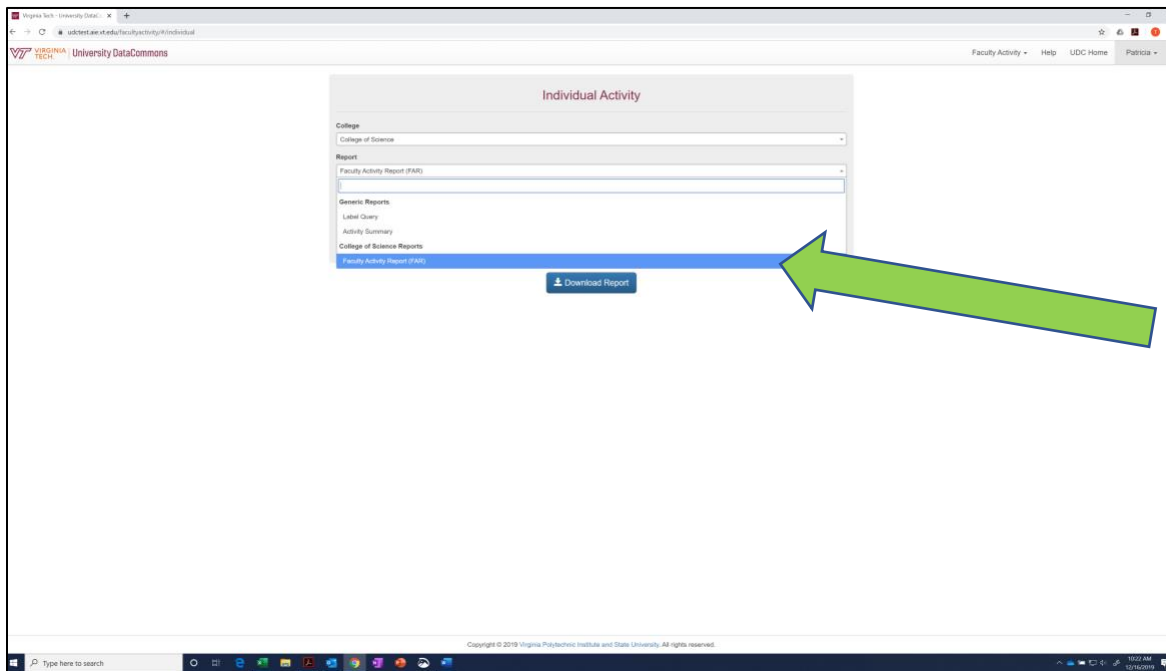 Virginia Tech - University DataC
udctest.aie.vt.edu/facultyactivity/#/individual
VT VIRGINIA TECH. University DataCommons Faculty Activity Help UDC Home Patricia
Individual Activity
College
College of Science
Report
Faculty Activity Report (FAR)
Generic Reports
Label Query
Activity Summary
College of Science Reports
Faculty Activity Report (FAR)
Download Report
Copyright © 2019 Virginia Polytechnic Institute and State University. All rights reserved.
Type here to search
10:22 AM
12/16/2019